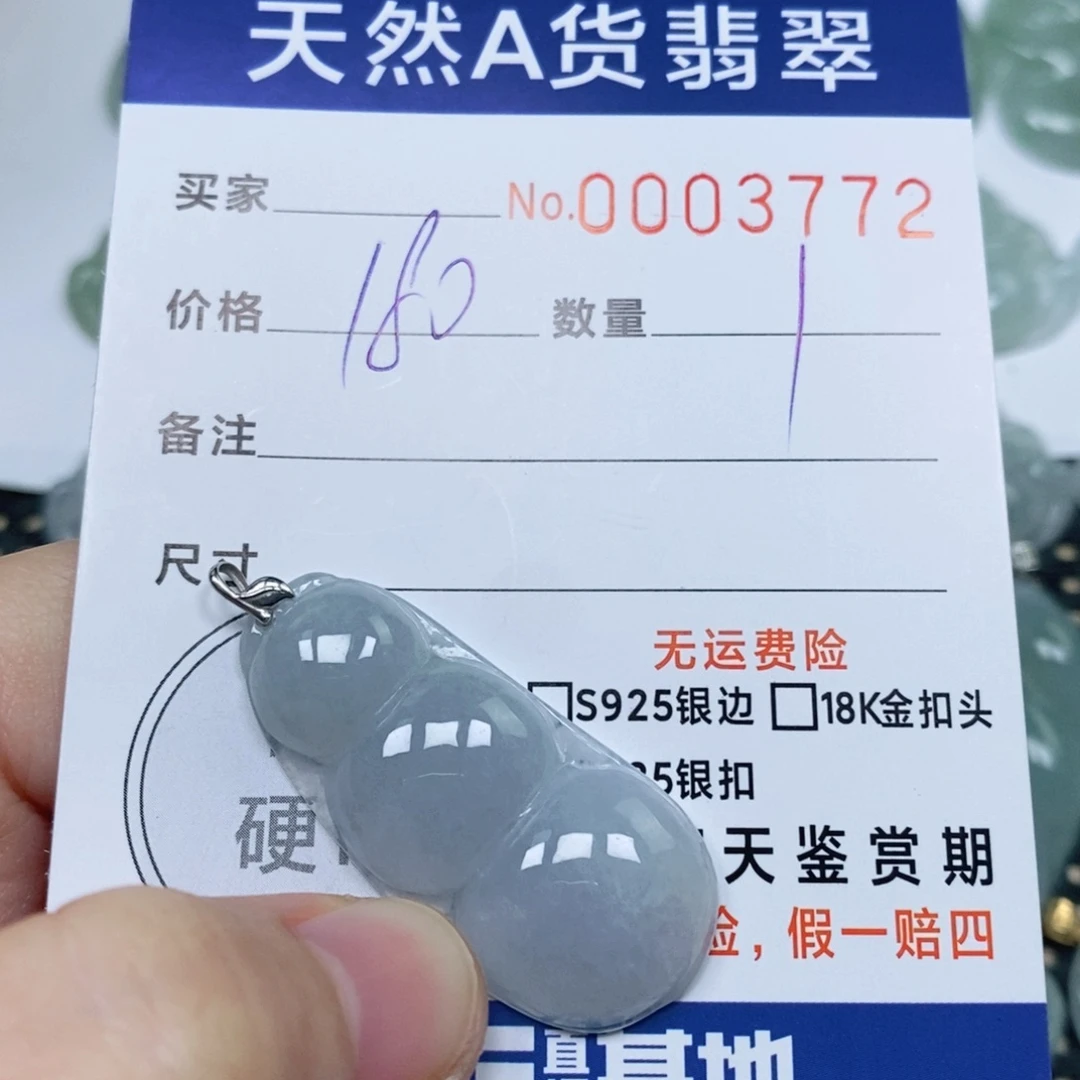 天然A货翡翠
买家 No.0003772
价格 180 数量 1
备注
尺寸
无运费险
S925银边 18K金扣头
5银扣
硬
天鉴赏期
险,假一赔四
基地